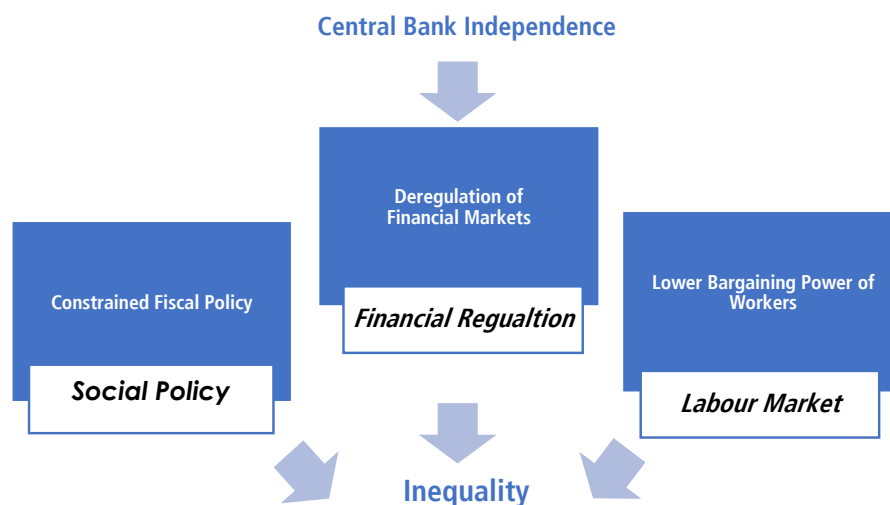 Central Bank Independence
Deregulation of
Financial Markets
Financial Regualtion
Constrained Fiscal Policy
Social Policy
Lower Bargaining Power of
Workers
Labour Market
Inequality